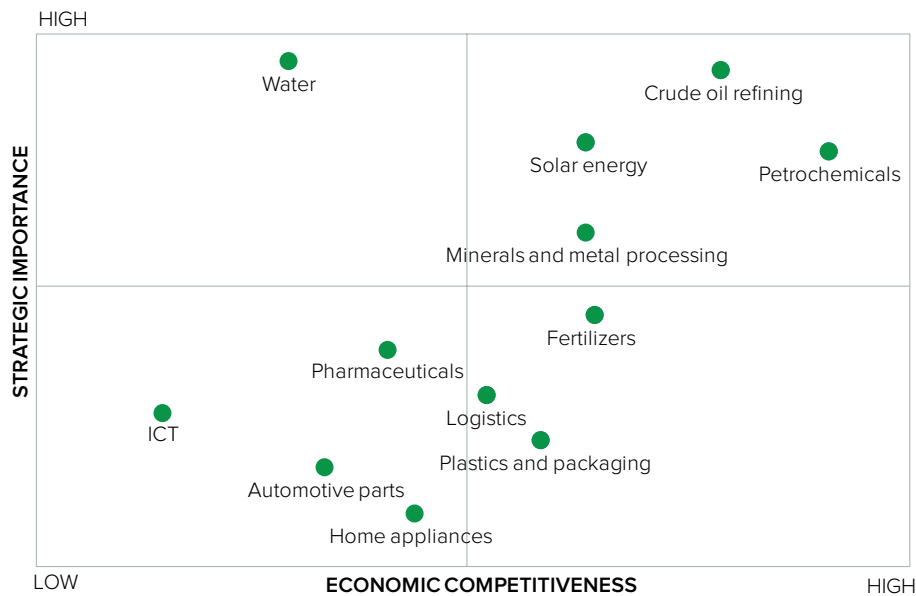 HIGH
Water
Crude oil refining
Solar energy
Petrochemicals
Minerals and metal processing
STRATEGIC IMPORTANCE
Fertilizers
Pharmaceuticals
Logistics
ICT
Plastics and packaging
Automotive parts
Home appliances
LOW
ECONOMIC COMPETITIVENESS
HIGH